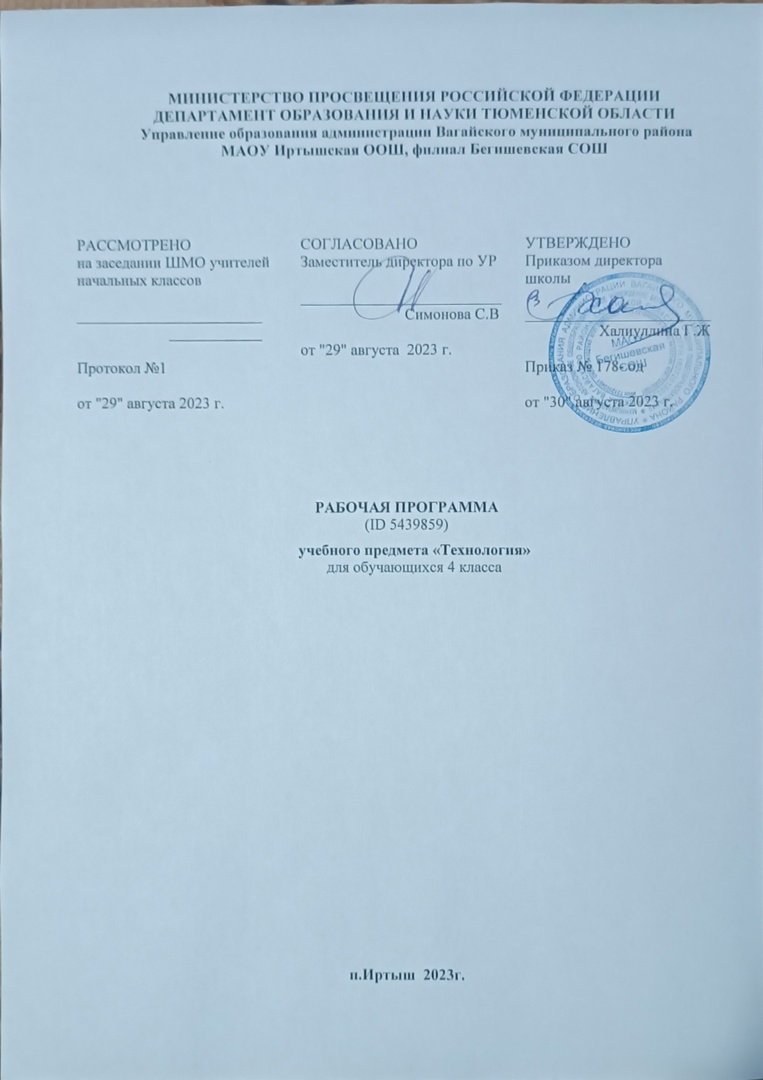 МИНИСТЕРСТВО ПРОСВЕЩЕНИЯ РОССИЙСКОЙ ФЕДЕРАЦИИ
ДЕПАРТАМЕНТ ОБРАЗОВАНИЯ И НАУКИ ТЮМЕНСКОЙ ОБЛАСТИ
Управление образования администрации Вагайского муниципального района
МАОУ Иртышская ООШ, филиал Бегишевская СОШ
РАССМОТРЕНО
на заседании ШМО учителей
начальных классов
Протокол №1
от "29" августа 2023 г.
СОГЛАСОВАНО
Заместитель директора по УР
Симонова С.В
от "29" августа 2023 г.
УТВЕРЖДЕНО
Приказом директора
школы
Халиуллина Г.Ж
МАОУ
Бегишевская
СОШ
Приказ № 178-од
от "30" августа 2023 г.
РАБОЧАЯ ПРОГРАММА
(ID 5439859)
учебного предмета «Технология»
для обучающихся 4 класса
п.Иртыш 2023г.